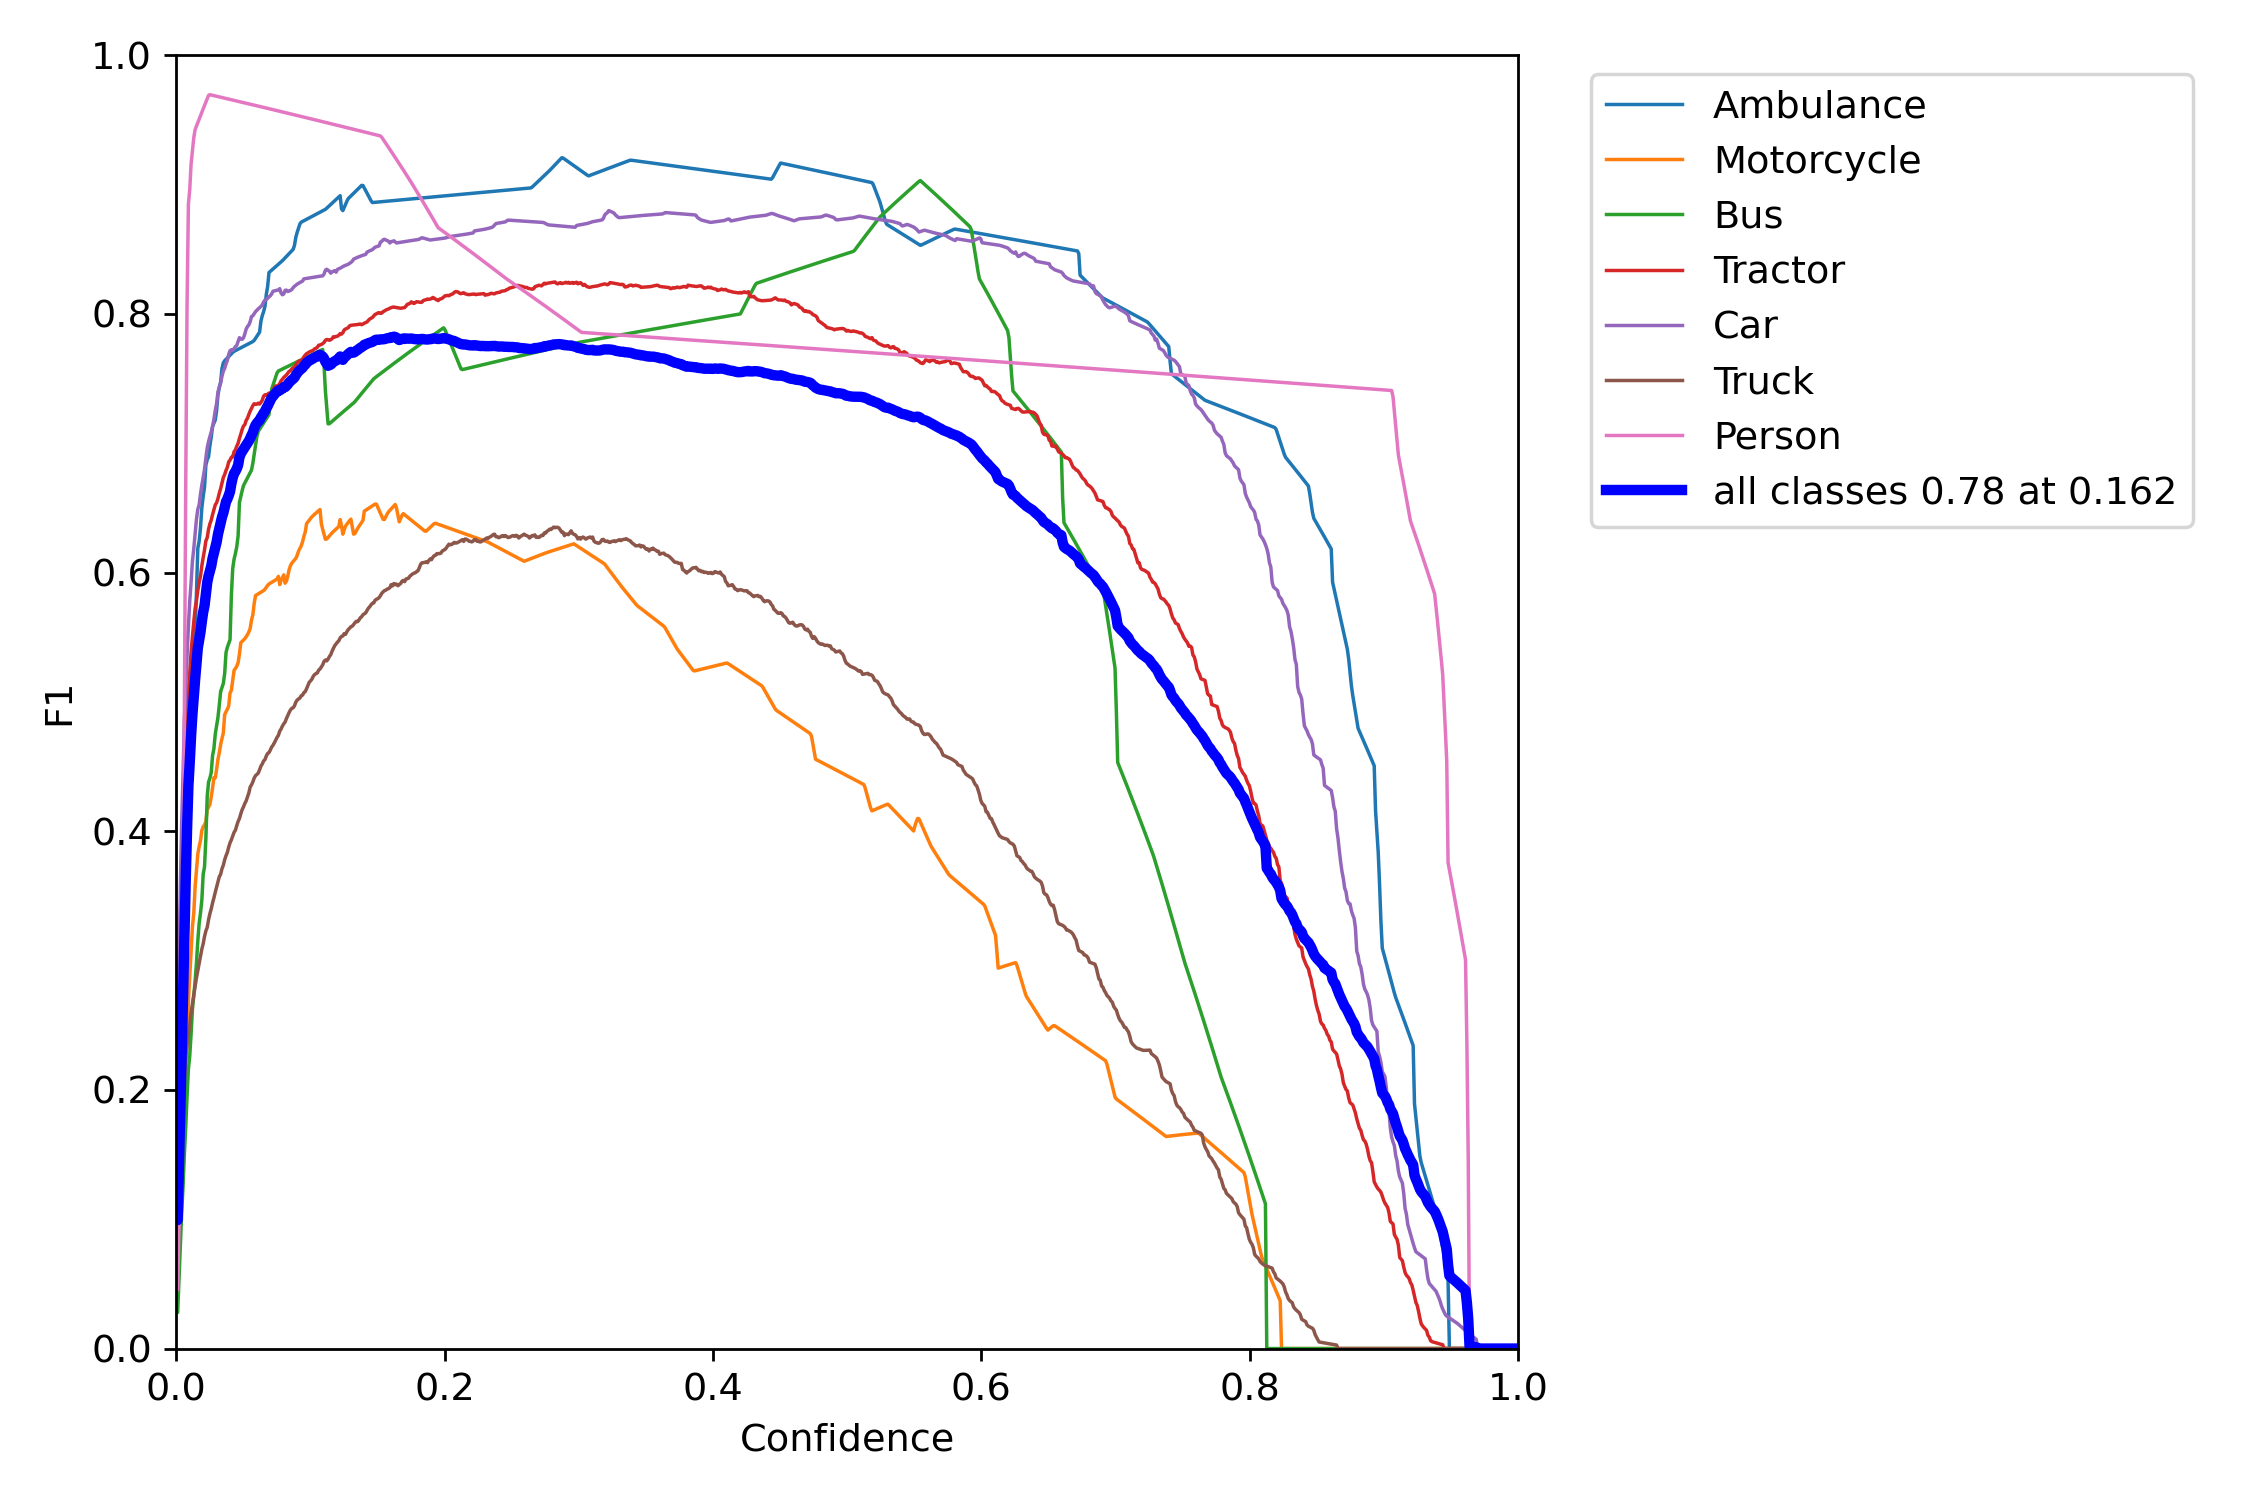 1.0
0.8
0.6
0.4
0.2
0.0
F1
0.0 0.2 0.4 0.6 0.8 1.0
Confidence
Ambulance
Motorcycle
Bus
Tractor
Car
Truck
Person
all classes 0.78 at 0.162